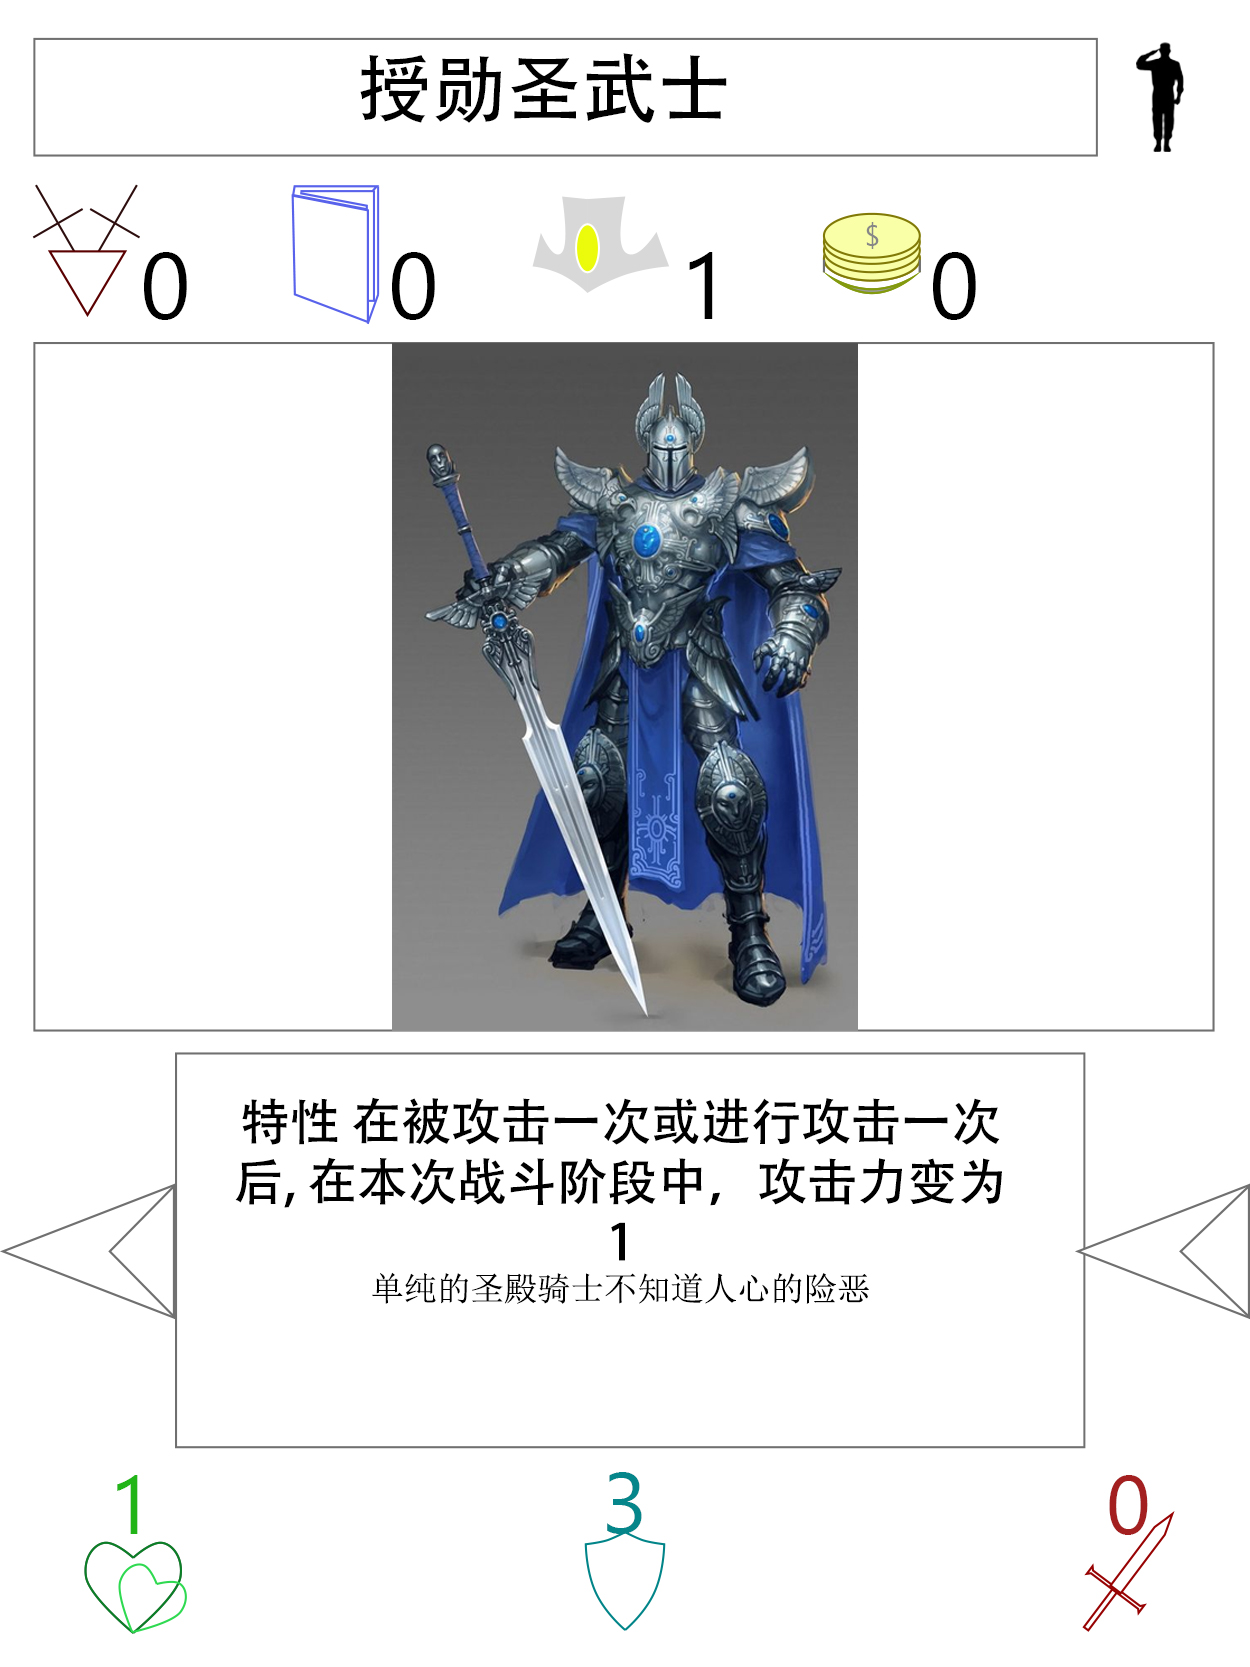 授勋圣武士
0 0 1 $ 0
特性 在被攻击一次或进行攻击一次
后, 在本次战斗阶段中，攻击力变为
1
单纯的圣殿骑士不知道人心的险恶
1 3 0